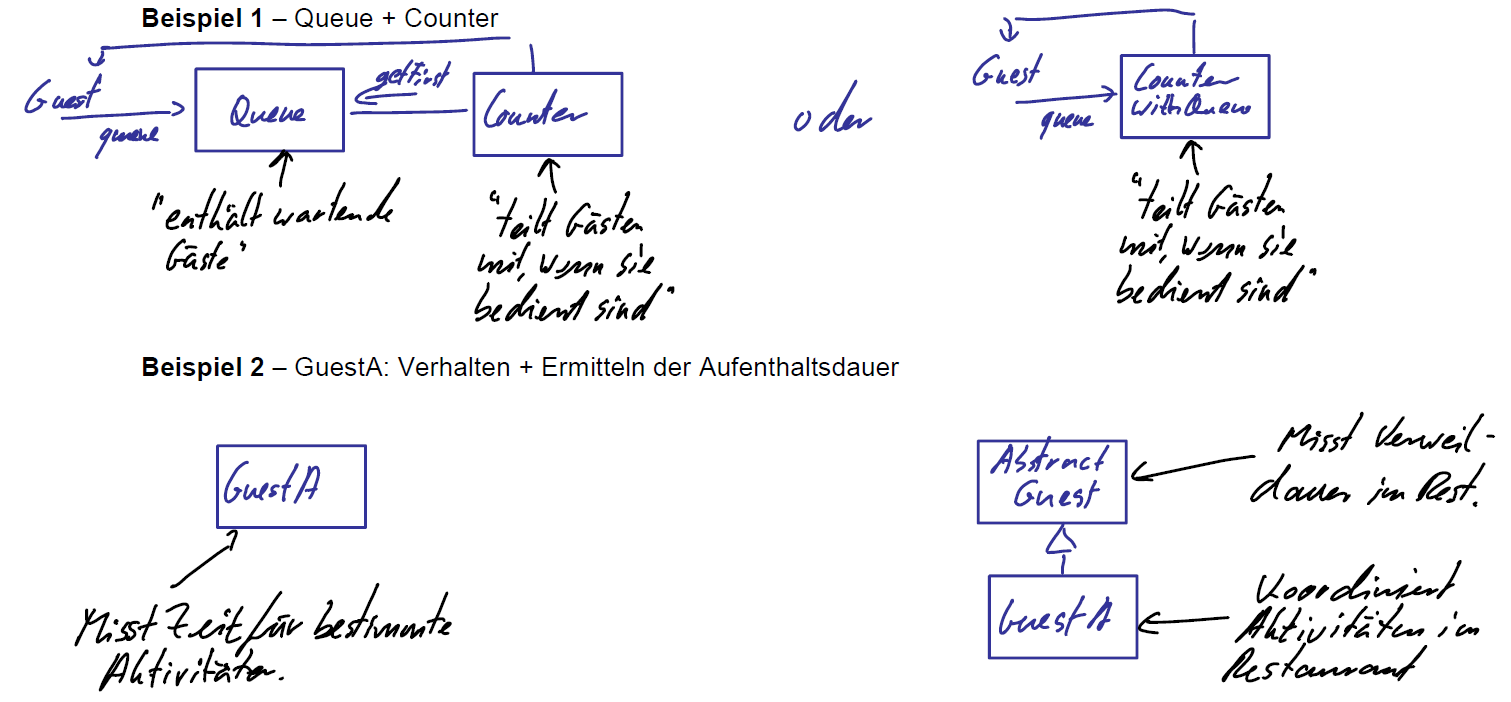 Beispiel 1 – Queue + Counter
Guest
queue
Queue
getFirst
Counter
"enthält wartende
Gäste"
"teilt Gästen
mit, wenn sie
bedient sind"
oder
Guest
queue
Counter
withQueue
"teilt Gästen
mit, wenn sie
bedient sind"
Beispiel 2 – GuestA: Verhalten + Ermitteln der Aufenthaltsdauer
GuestA
Misst Zeit für bestimmte
Aktivitäten.
Abstract
Guest
Misst Verweil-
dauer im Rest.
GuestA
Koordiniert
Aktivitäten im
Restaurant